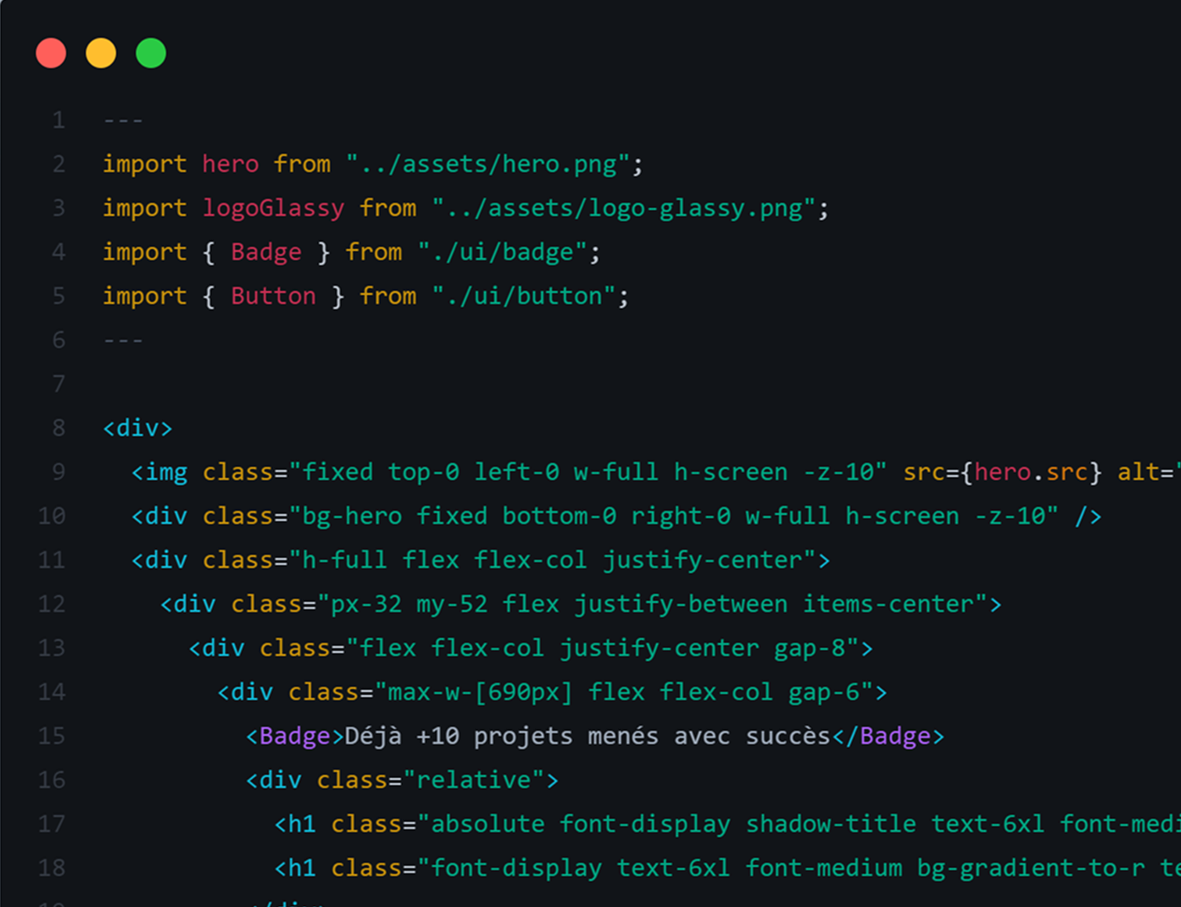 1 ---
2 import hero from "../assets/hero.png";
3 import logoGlassy from "../assets/logo-glassy.png";
4 import { Badge } from "./ui/badge";
5 import { Button } from "./ui/button";
6 ---
7
8 <div>
9   <img class="fixed top-0 left-0 w-full h-screen -z-10" src={hero.src} alt="
10   <div class="bg-hero fixed bottom-0 right-0 w-full h-screen -z-10" />
11   <div class="h-full flex flex-col justify-center">
12     <div class="px-32 my-52 flex justify-between items-center">
13       <div class="flex flex-col justify-center gap-8">
14         <div class="max-w-[690px] flex flex-col gap-6">
15           <Badge>Déjà +10 projets menés avec succès</Badge>
16           <div class="relative">
17             <h1 class="absolute font-display shadow-title text-6xl font-medi
18             <h1 class="font-display text-6xl font-medium bg-gradient-to-r te